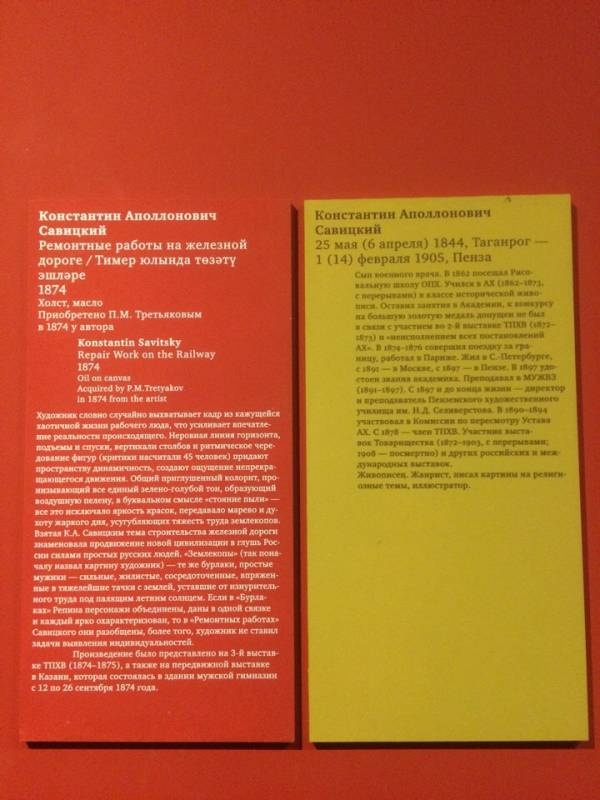 Константин Аполлонович
Савицкий
Ремонтные работы на железной
дороге / Тимер юлында төзәтү
эшләре
1874
Холст, масло
Приобретено П.М. Третьяковым
в 1874 у автора
Konstantin Savitsky
Repair Work on the Railway
1874
Oil on canvas
Acquired by P.M.Tretyakov
in 1874 from the artist
Художник словно случайно выхватывает кадр из кажущейся
хаотичной жизни рабочего люда, что усиливает впечатле-
ние реальности происходящего. Неровная линия горизонта,
подъемы и спуски, вертикали столбов и ритмическое чере-
дование фигур (критики насчитали 45 человек) придают
пространству динамичность, создают ощущение непрекра-
щающегося движения. Общий приглушенный колорит, про-
низывающий все единый зелено-голубой тон, образующий
воздушную пелену, в буквальном смысле «стояние пыли» —
все это исключало яркость красок, передавало марево и ду-
хоту жаркого дня, усугубляющих тяжесть труда землекопов.
Взятая К.А. Савицким тема строительства железной дороги
знаменовала продвижение новой цивилизации в глушь Рос-
сии силами простых русских людей. «Землекопы» (так пона-
чалу назвал картину художник) — те же бурлаки, простые
мужики — сильные, жилистые, сосредоточенные, впряжен-
ные в тяжелейшие тачки с землей, уставшие от изнуритель-
ного труда под палящим летним солнцем. Если в «Бурла-
ках» Репина персонажи объединены, даны в одной связке
и каждый ярко охарактеризован, то в «Ремонтных работах»
Савицкого они разобщены, более того, художник не ставил
задачи выявления индивидуальностей.
Произведение было представлено на 3-й выстав-
ке ТПХВ (1874–1875), а также на передвижной выставке
в Казани, которая состоялась в здании мужской гимназии
с 12 по 26 сентября 1874 года.
Константин Аполлонович
Савицкий
25 мая (6 апреля) 1844, Таганрог —
1 (14) февраля 1905, Пенза
Сын военного врача. В 1862 посещал Рисо-
вальную школу ОПХ. Учился в АХ (1862–1873,
с перерывами) в классе исторической живо-
писи. Оставил занятия в Академии, к конкурсу
на большую золотую медаль допущен не был
в связи с участием во 2-й выставке ТПХВ (1872–
1873) и «неисполнением всех постановлений
АХ». В 1874–1876 совершил поездку за гра-
ницу, работал в Париже. Жил в С.-Петербурге,
с 1891 — в Москве, с 1897 — в Пензе. В 1897 удо-
стоен звания академика. Преподавал в МУЖВЗ
(1891–1897). С 1897 и до конца жизни — директор
и преподаватель Пензенского художественного
училища им. Н.Д. Селиверстова. В 1890–1894
участвовал в Комиссии по пересмотру Устава
АХ. С 1878 — член ТПХВ. Участник выста-
вок Товарищества (1872–1903, с перерывами;
1908 — посмертно) и других российских и меж-
дународных выставок.
Живописец. Жанрист, писал картины на религи-
озные темы, иллюстратор.